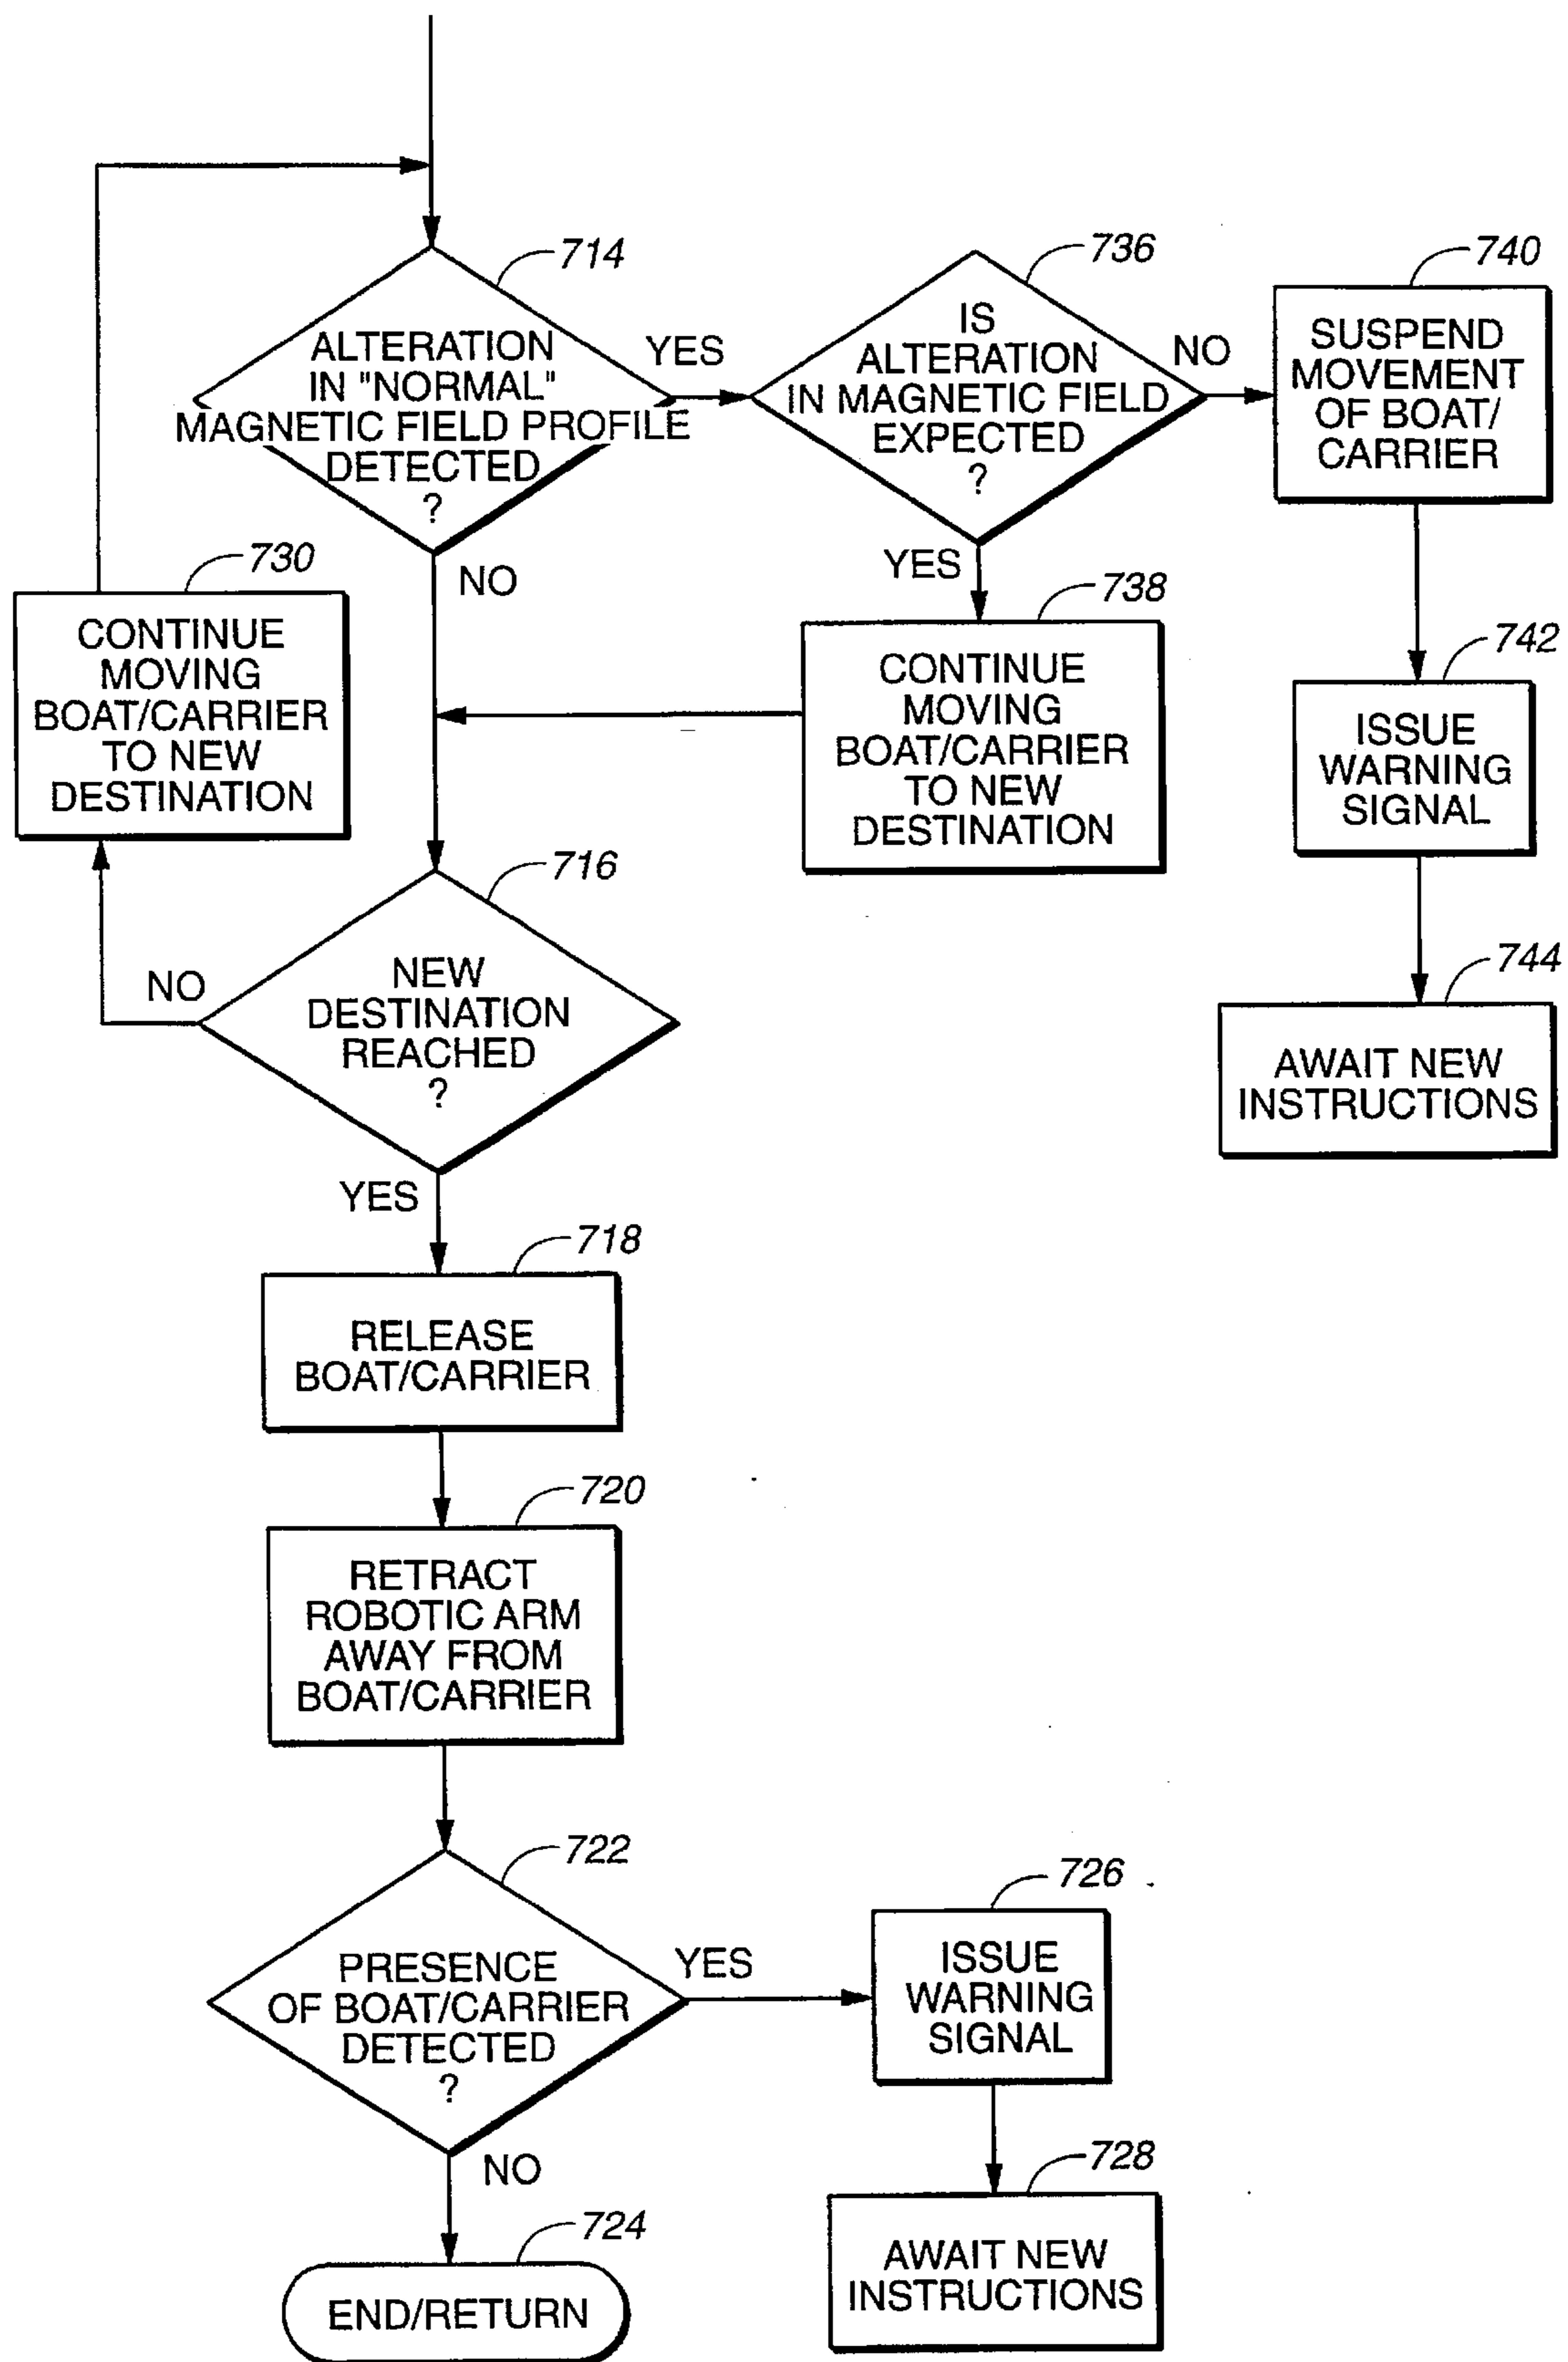 714
ALTERATION
IN "NORMAL"
MAGNETIC FIELD PROFILE
DETECTED
?
YES
NO
736
IS
ALTERATION
IN MAGNETIC FIELD
EXPECTED
?
NO
YES
740
SUSPEND
MOVEMENT
OF BOAT/
CARRIER
730
CONTINUE
MOVING
BOAT/CARRIER
TO NEW
DESTINATION
738
CONTINUE
MOVING
BOAT/CARRIER
TO NEW
DESTINATION
742
ISSUE
WARNING
SIGNAL
716
NEW
DESTINATION
REACHED
?
NO
YES
744
AWAIT NEW
INSTRUCTIONS
718
RELEASE
BOAT/CARRIER
720
RETRACT
ROBOTIC ARM
AWAY FROM
BOAT/CARRIER
722
PRESENCE
OF BOAT/CARRIER
DETECTED
?
YES
NO
726
ISSUE
WARNING
SIGNAL
728
AWAIT NEW
INSTRUCTIONS
724
END/RETURN